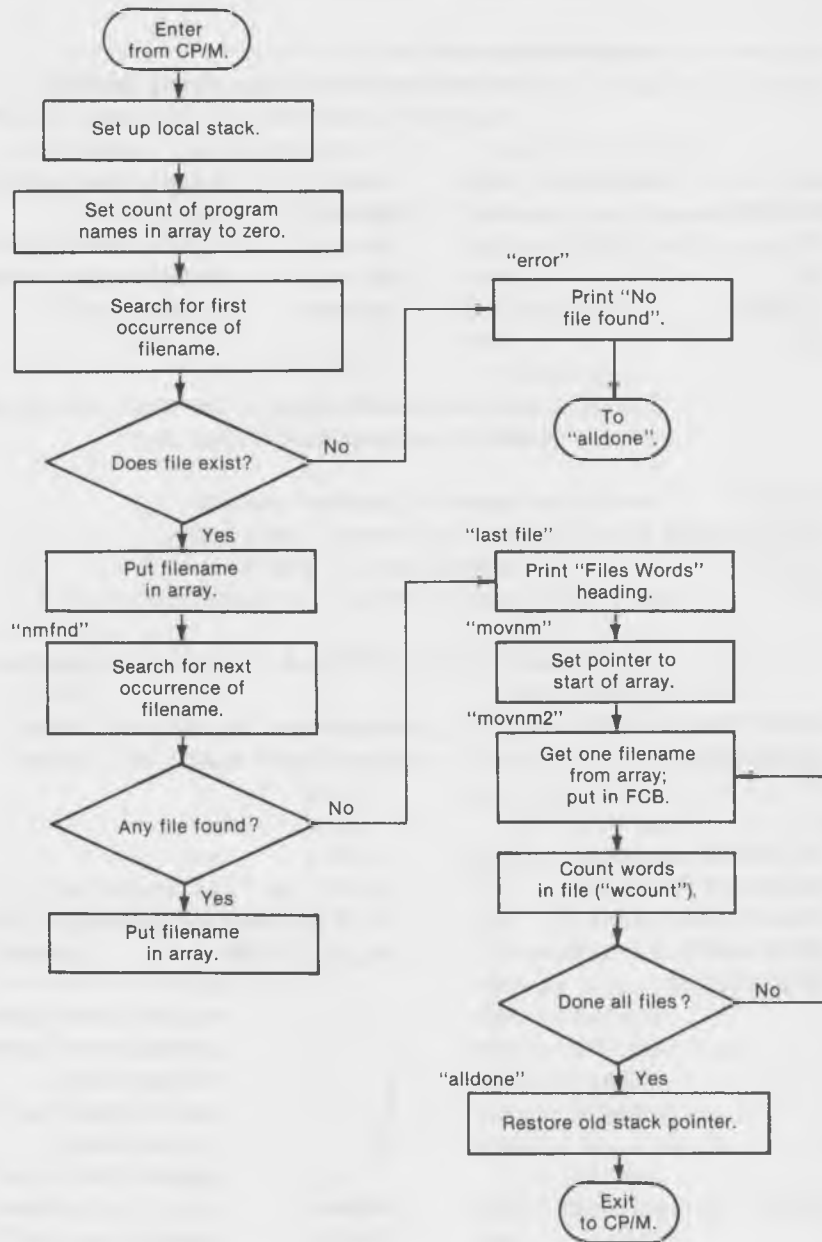 Enter
from CP/M.
Set up local stack.
Set count of program
names in array to zero.
Search for first
occurrence of
filename.
Does file exist?
No
Yes
Put filename
in array.
"nmfnd"
Search for next
occurrence of
filename.
Any file found?
No
Yes
Put filename
in array.
"error"
Print "No
file found".
To
"alldone".
"last file"
Print "Files Words"
heading.
"movnm"
Set pointer to
start of array.
"movnm2"
Get one filename
from array;
put in FCB.
Count words
in file ("wcount").
Done all files?
No
Yes
"alldone"
Restore old stack pointer.
Exit
to CP/M.